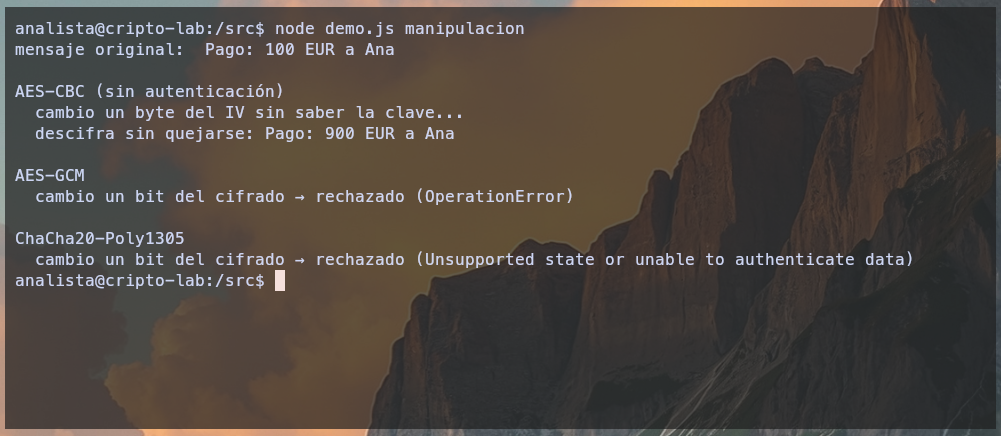 analista@cripto-lab:/src$ node demo.js manipulacion
mensaje original:  Pago: 100 EUR a Ana
AES-CBC (sin autenticación)
  cambio un byte del IV sin saber la clave...
  descifra sin quejarse: Pago: 900 EUR a Ana
AES-GCM
  cambio un bit del cifrado → rechazado (OperationError)
ChaCha20-Poly1305
  cambio un bit del cifrado → rechazado (Unsupported state or unable to authenticate data)
analista@cripto-lab:/src$